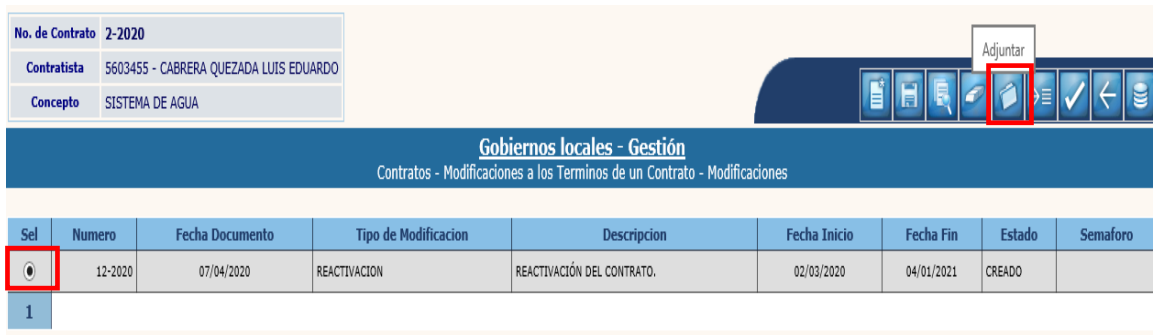 No. de Contrato 2-2020
Contratista 5603455 - CABRERA QUEZADA LUIS EDUARDO
Concepto SISTEMA DE AGUA
Adjuntar
Gobiernos locales - Gestión
Contratos - Modificaciones a los Terminos de un Contrato - Modificaciones
Sel Numero Fecha Documento Tipo de Modificacion Descripcion Fecha Inicio Fecha Fin Estado Semaforo
12-2020 07/04/2020 REACTIVACION REACTIVACIÓN DEL CONTRATO. 02/03/2020 04/01/2021 CREADO
1